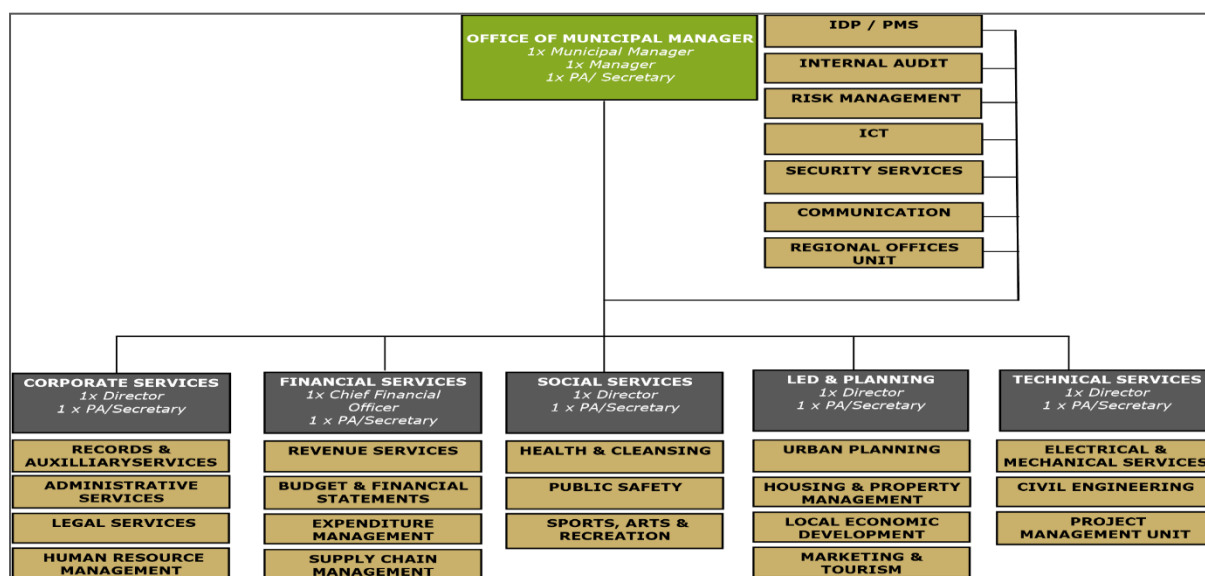 OFFICE OF MUNICIPAL MANAGER
1x Municipal Manager
1x Manager
1x PA/ Secretary
IDP / PMS
INTERNAL AUDIT
RISK MANAGEMENT
ICT
SECURITY SERVICES
COMMUNICATION
REGIONAL OFFICES
UNIT
CORPORATE SERVICES
1x Director
1 x PA/Secretary
RECORDS &
AUXILLIARYSERVICES
ADMINISTRATIVE
SERVICES
LEGAL SERVICES
HUMAN RESOURCE
MANAGEMENT
FINANCIAL SERVICES
1x Chief Financial
Officer
1 x PA/Secretary
REVENUE SERVICES
BUDGET & FINANCIAL
STATEMENTS
EXPENDITURE
MANAGEMENT
SUPPLY CHAIN
MANAGEMENT
SOCIAL SERVICES
1x Director
1 x PA/Secretary
HEALTH & CLEANSING
PUBLIC SAFETY
SPORTS, ARTS &
RECREATION
LED & PLANNING
1x Director
1 x PA/Secretary
URBAN PLANNING
HOUSING & PROPERTY
MANAGEMENT
LOCAL ECONOMIC
DEVELOPMENT
MARKETING &
TOURISM
TECHNICAL SERVICES
1x Director
1 x PA/Secretary
ELECTRICAL &
MECHANICAL SERVICES
CIVIL ENGINEERING
PROJECT
MANAGEMENT UNIT